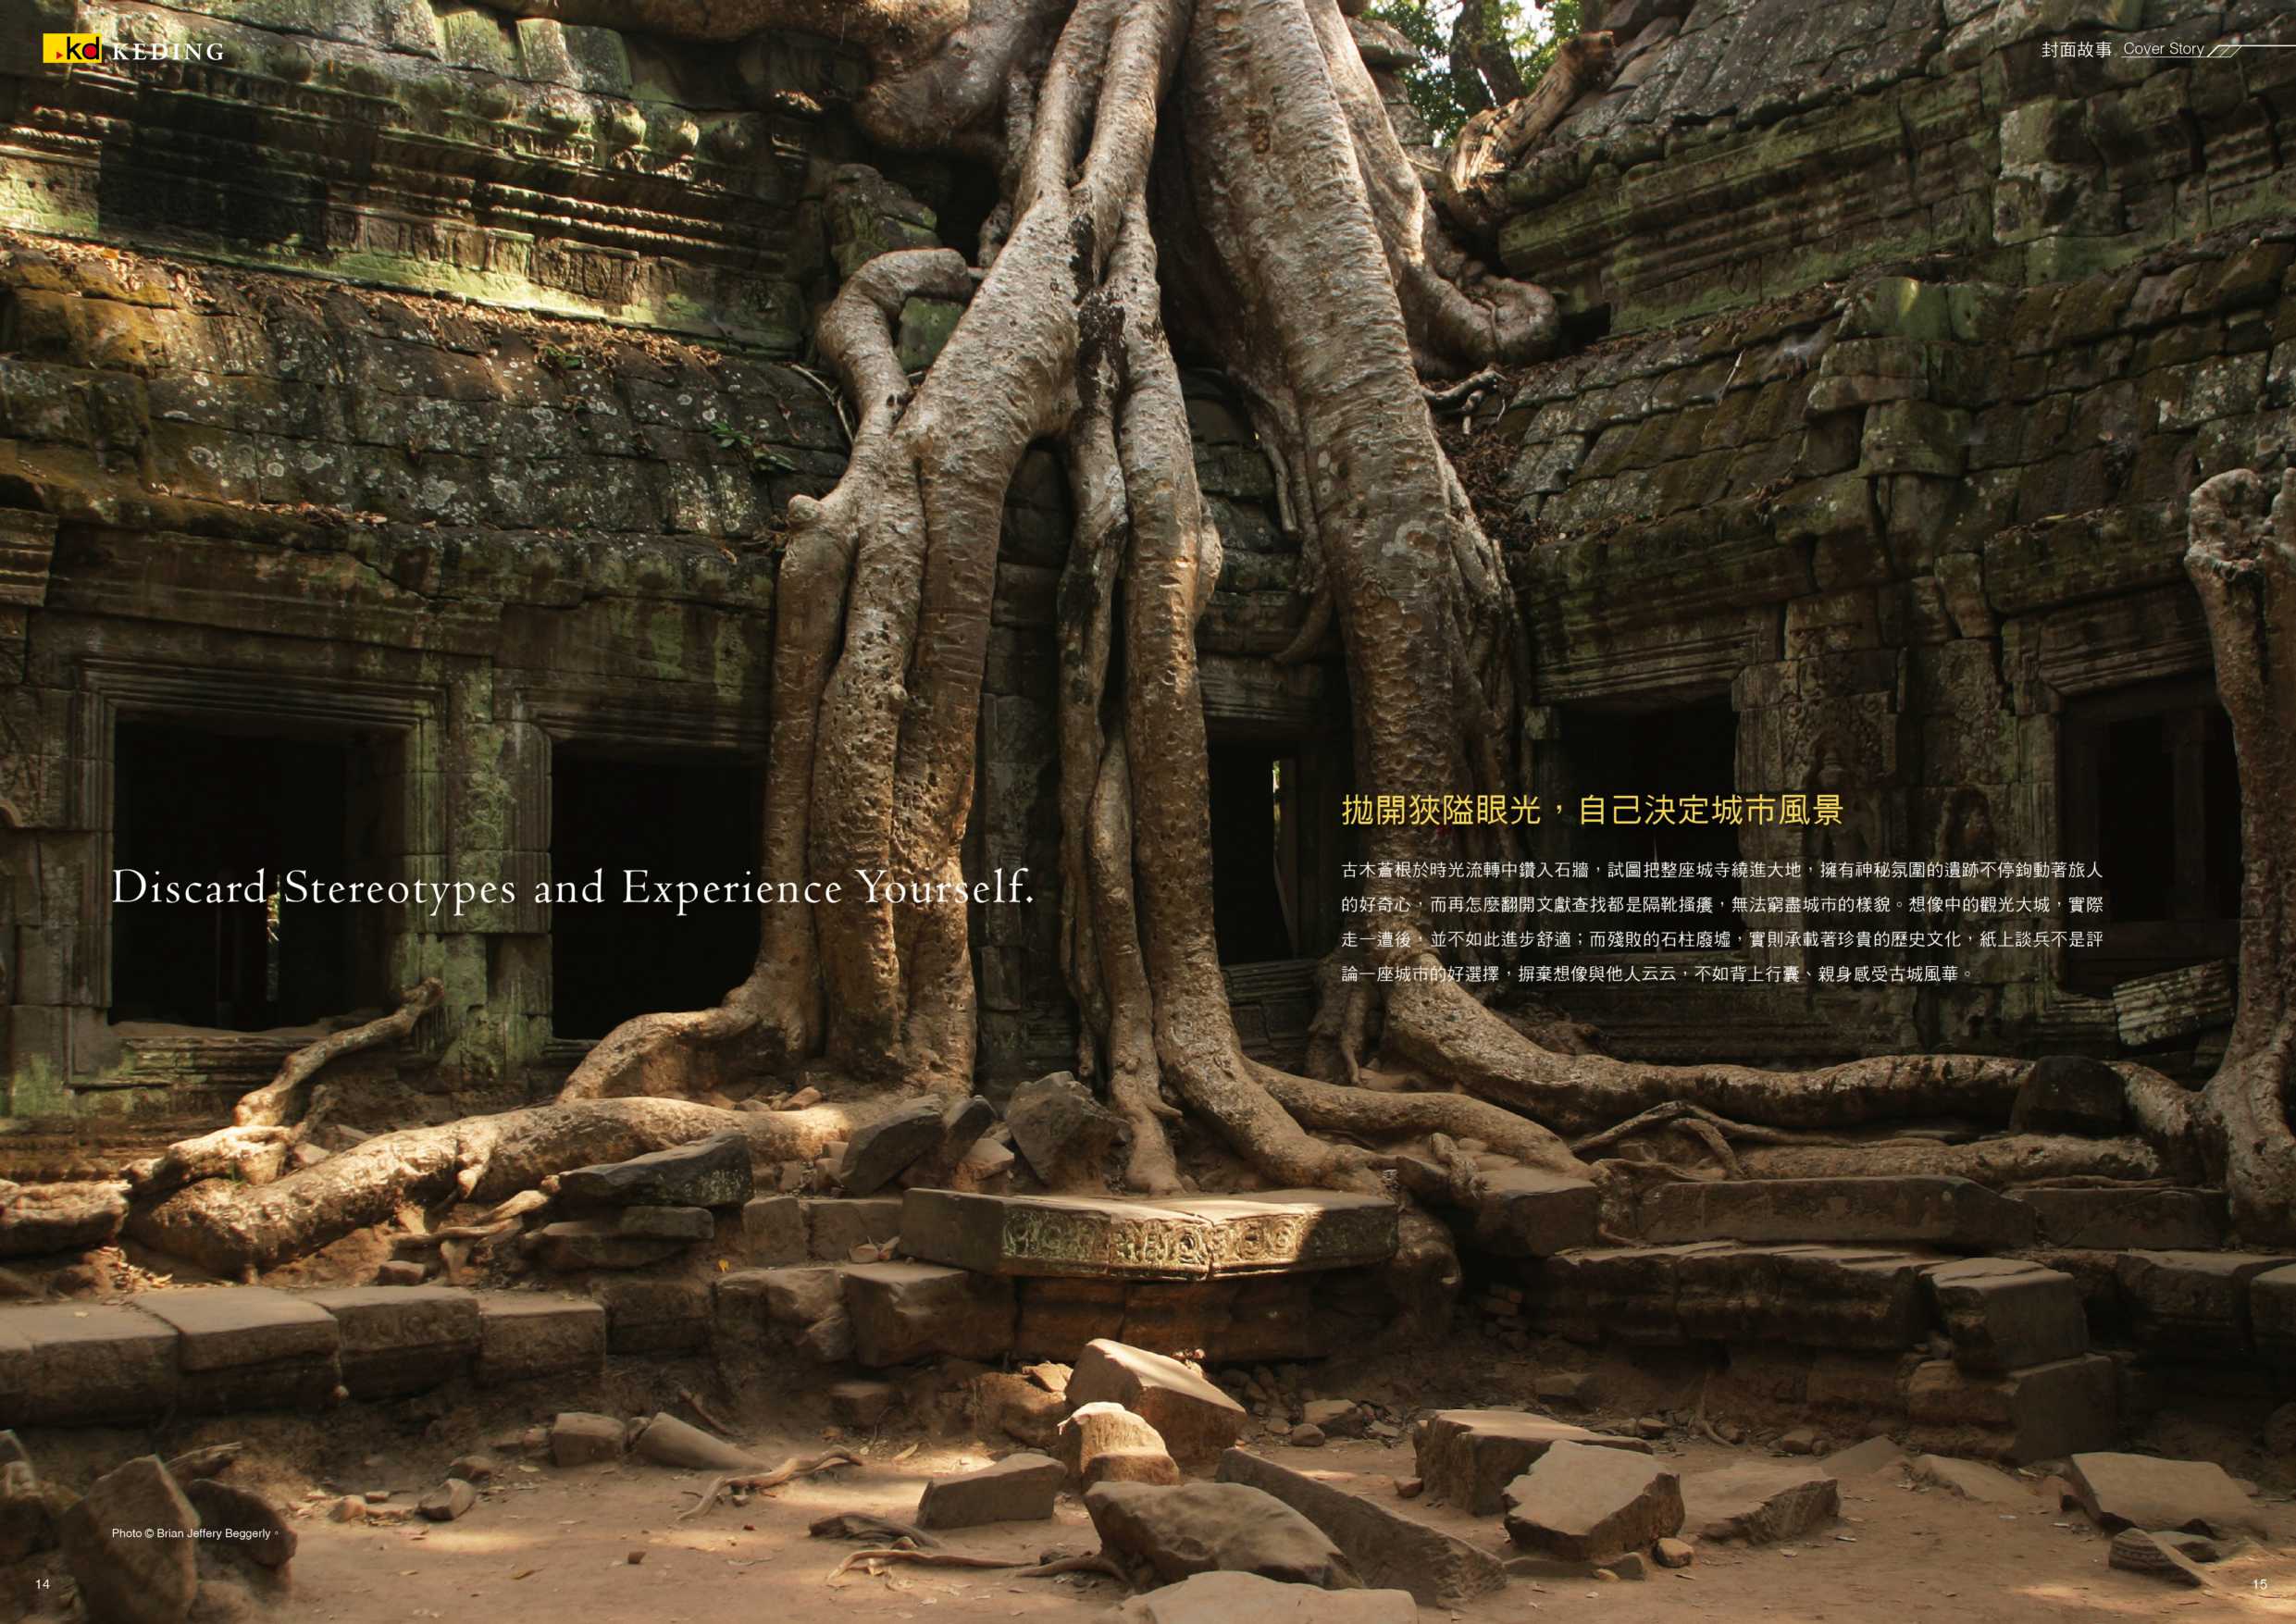 kd KEDING
封面故事 Cover Story
Discard Stereotypes and Experience Yourself.
拋開狹隘眼光，自己決定城市風景
古木蒼根於時光流轉中鑽入石牆，試圖把整座城寺繞進大地，擁有神秘氛圍的遺跡不停鉤動著旅人
的好奇心，而再怎麼翻開文獻查找都是隔靴搔癢，無法窮盡城市的樣貌。想像中的觀光大城，實際
走一遭後，並不如此進步舒適；而殘敗的石柱廢墟，實則承載著珍貴的歷史文化，紙上談兵不是評
論一座城市的好選擇，摒棄想像與他人云云，不如背上行囊、親身感受古城風華。
Photo © Brian Jeffery Beggerly。
14
15